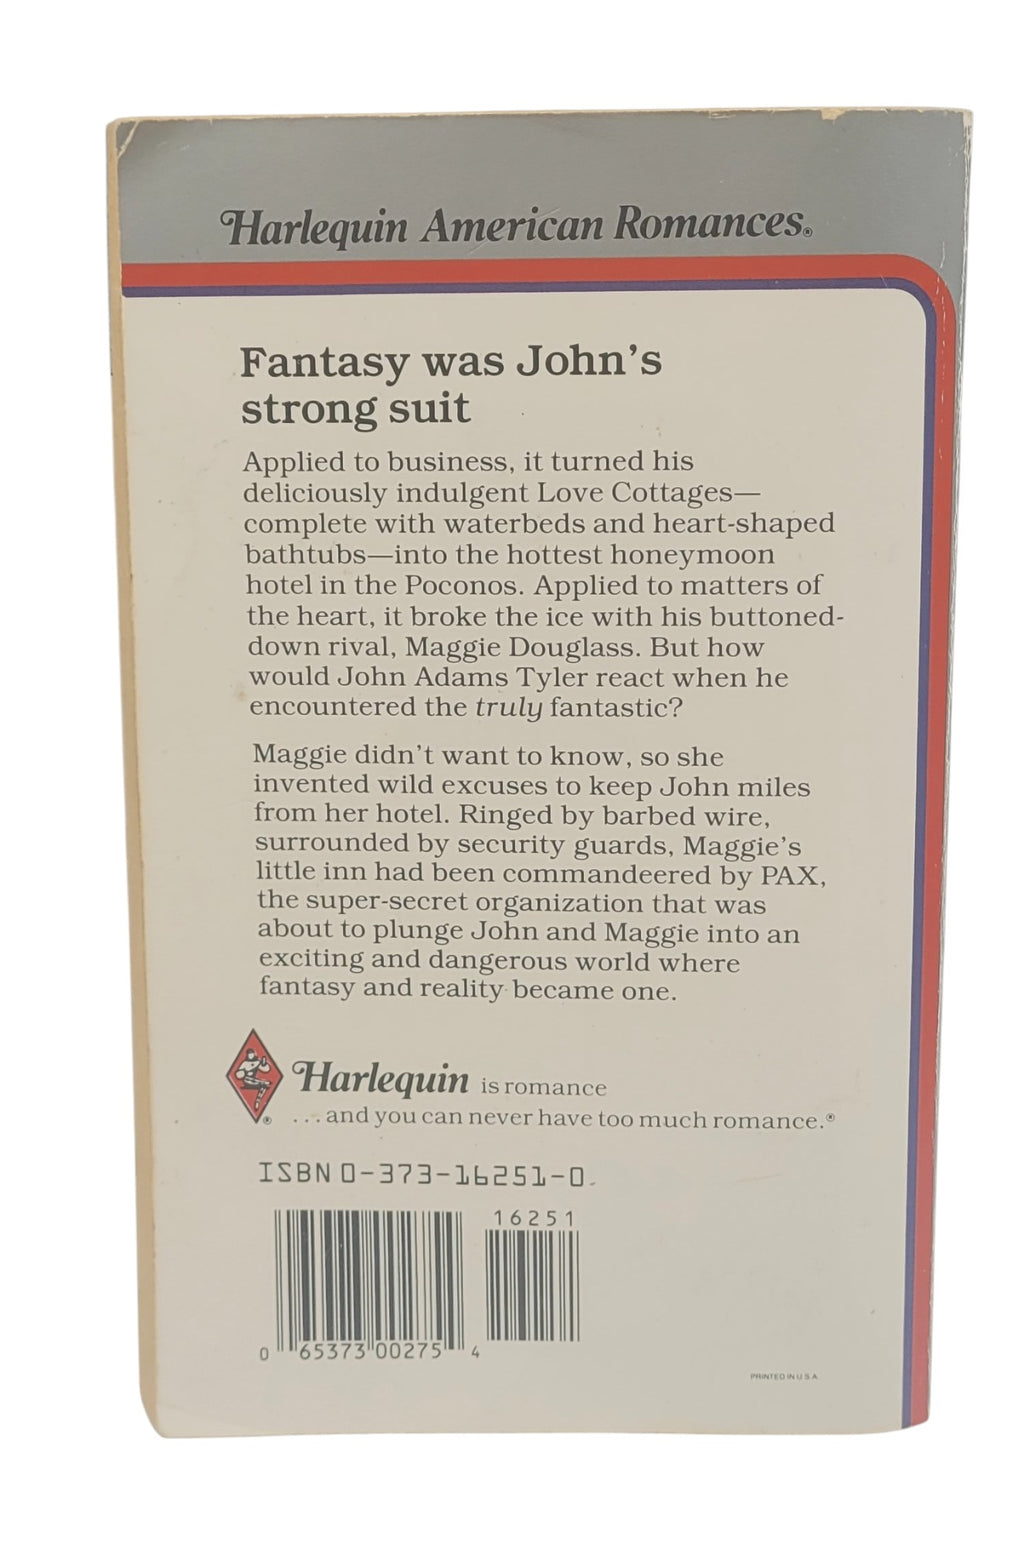 Harlequin American Romances®
Fantasy was John's
strong suit
Applied to business, it turned his
deliciously indulgent Love Cottages—
complete with waterbeds and heart-shaped
bathtubs—into the hottest honeymoon
hotel in the Poconos. Applied to matters of
the heart, it broke the ice with his buttoned-
down rival, Maggie Douglass. But how
would John Adams Tyler react when he
encountered the truly fantastic?
Maggie didn't want to know, so she
invented wild excuses to keep John miles
from her hotel. Ringed by barbed wire,
surrounded by security guards, Maggie's
little inn had been commandeered by PAX,
the super-secret organization that was
about to plunge John and Maggie into an
exciting and dangerous world where
fantasy and reality became one.
Harlequin is romance
®...and you can never have too much romance.®
ISBN 0-373-16251-0
16251
0 65373 00275 4
PRINTED IN U S A